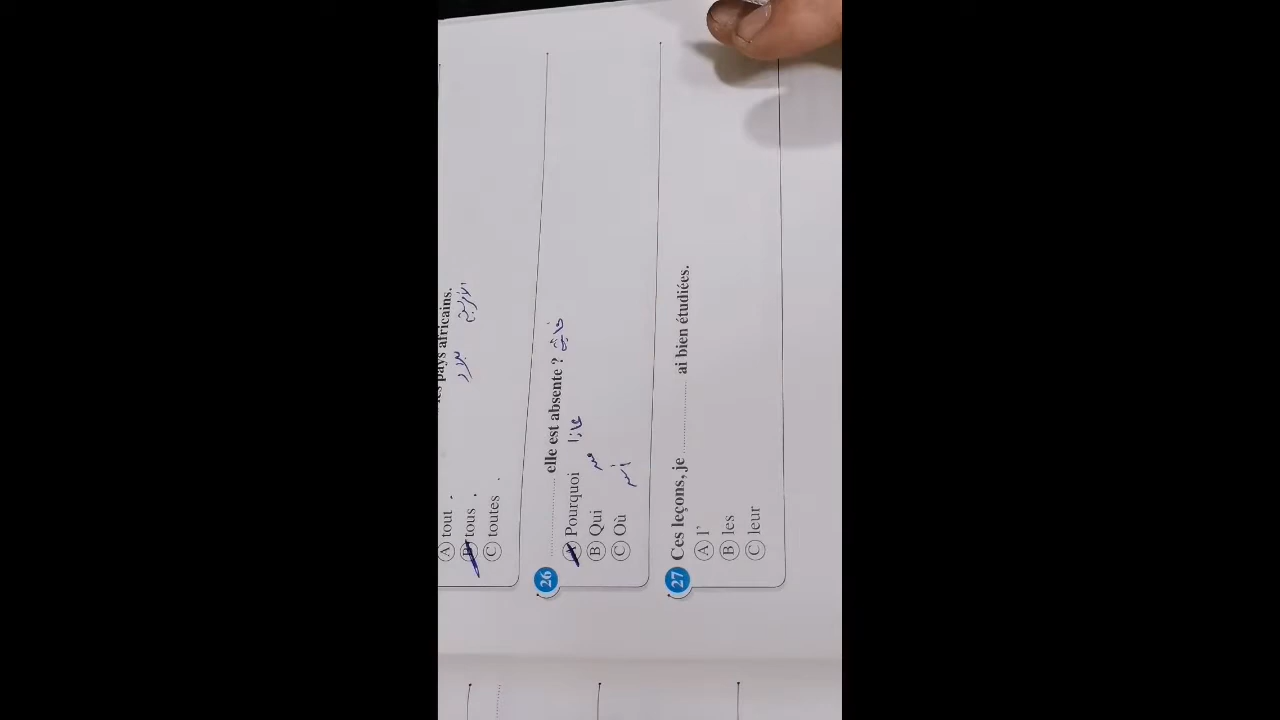 les pays africains.
بلاد
Ⓐ tout .
Ⓑ tous .
Ⓒ toutes .
26 .................. elle est absente ?
Ⓐ Pourquoi
Ⓑ Qui
Ⓒ Où
27 Ces leçons, je .................. ai bien étudiées.
Ⓐ l'
Ⓑ les
Ⓒ leur